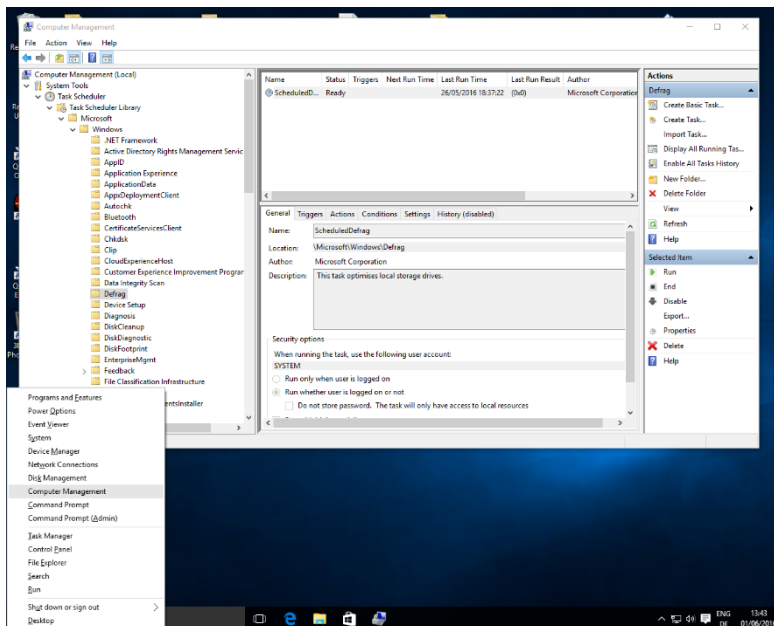 Computer Management
File Action View Help
Computer Management (Local)
System Tools
Task Scheduler
Task Scheduler Library
Microsoft
Windows
.NET Framework
Active Directory Rights Management Servic
AppID
Application Experience
ApplicationData
AppxDeploymentClient
Autochk
Bluetooth
CertificateServicesClient
Chkdsk
Clip
CloudExperienceHost
Customer Experience Improvement Progran
Data Integrity Scan
Defrag
Device Setup
Diagnosis
DiskCleanup
DiskDiagnostic
DiskFootprint
EnterpriseMgmt
Feedback
File Classification Infrastructure
entsInstaller
Name Status Triggers Next Run Time Last Run Time Last Run Result Author
ScheduledD... Ready 26/05/2016 18:37:22 (0x0) Microsoft Corporation
General Triggers Actions Conditions Settings History (disabled)
Name: ScheduledDefrag
Location: \Microsoft\Windows\Defrag
Author: Microsoft Corporation
Description: This task optimises local storage drives.
Security options
When running the task, use the following user account:
SYSTEM
Run only when user is logged on
Run whether user is logged on or not
Do not store password. The task will only have access to local resources
Actions
Defrag
Create Basic Task...
Create Task...
Import Task...
Display All Running Tas...
Enable All Tasks History
New Folder...
Delete Folder
View
Refresh
Help
Selected Item
Run
End
Disable
Export...
Properties
Delete
Help
Programs and Features
Power Options
Event Viewer
System
Device Manager
Network Connections
Disk Management
Computer Management
Command Prompt
Command Prompt (Admin)
Task Manager
Control Panel
File Explorer
Search
Run
Shut down or sign out
Desktop
ENG 13:43
DE 01/06/201